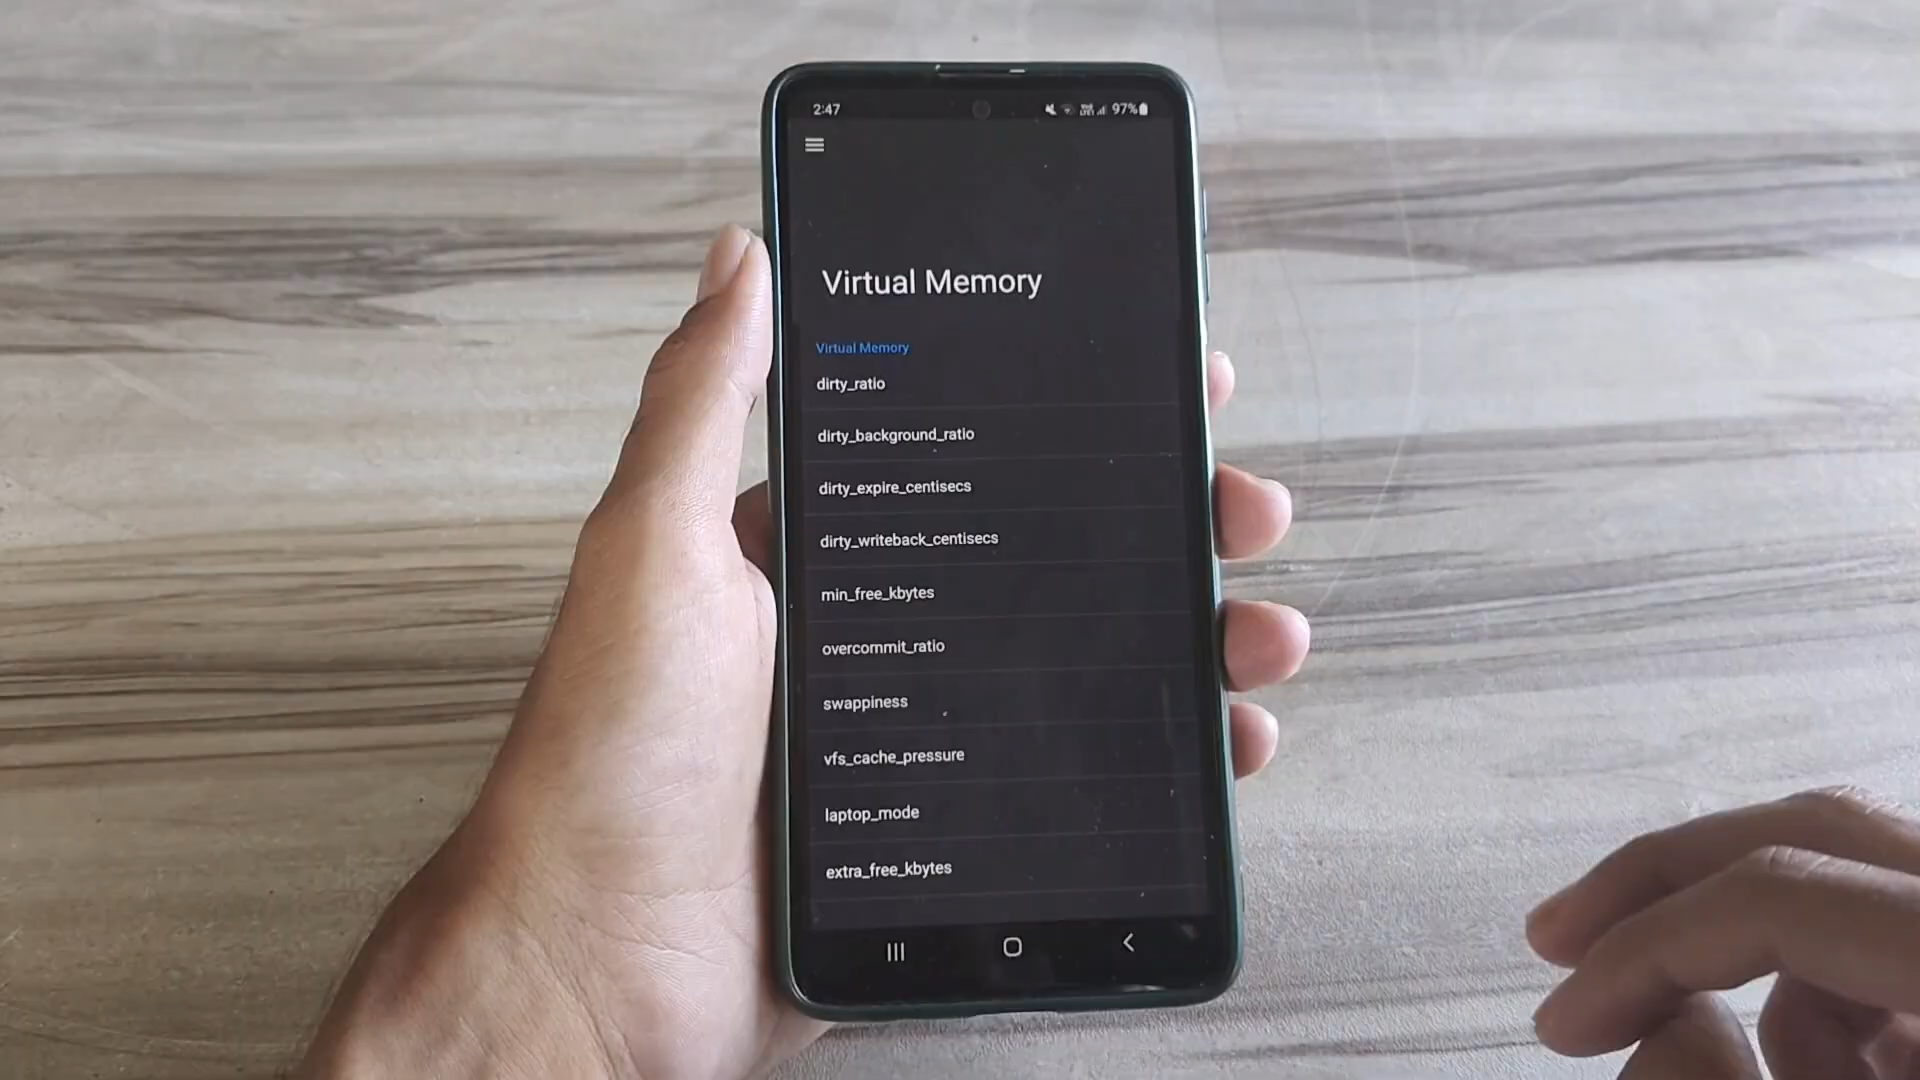 2:47
97%
Virtual Memory
Virtual Memory
dirty_ratio
dirty_background_ratio
dirty_expire_centisecs
dirty_writeback_centisecs
min_free_kbytes
overcommit_ratio
swappiness
vfs_cache_pressure
laptop_mode
extra_free_kbytes